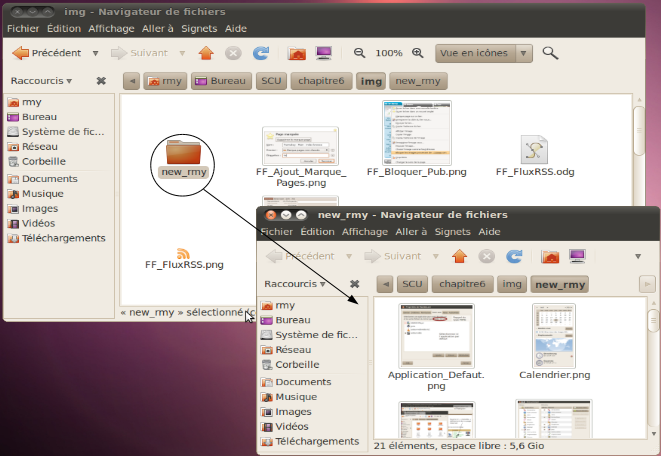 img - Navigateur de fichiers
Fichier Édition Affichage Aller à Signets Aide
Précédent Suivant 100% Vue en icônes
Raccourcis rmy Bureau SCU chapitre6 img new_rmy
rmy
Bureau
Système de fic...
Réseau
Corbeille
Documents
Musique
Images
Vidéos
Téléchargements
new_rmy
FF_Ajout_Marque_
Pages.png
FF_Bloquer_Pub.png
FF_FluxRSS.odg
FF_FluxRSS.png
« new_rmy » sélectionné
new_rmy - Navigateur de fichiers
Fichier Édition Affichage Aller à Signets Aide
Précédent Suivant
Raccourcis SCU chapitre6 img new_rmy
rmy
Bureau
Système de fic...
Réseau
Corbeille
Documents
Musique
Images
Vidéos
Téléchargements
Application_Defaut.
png
Calendrier.png
21 éléments, espace libre : 5,6 Gio